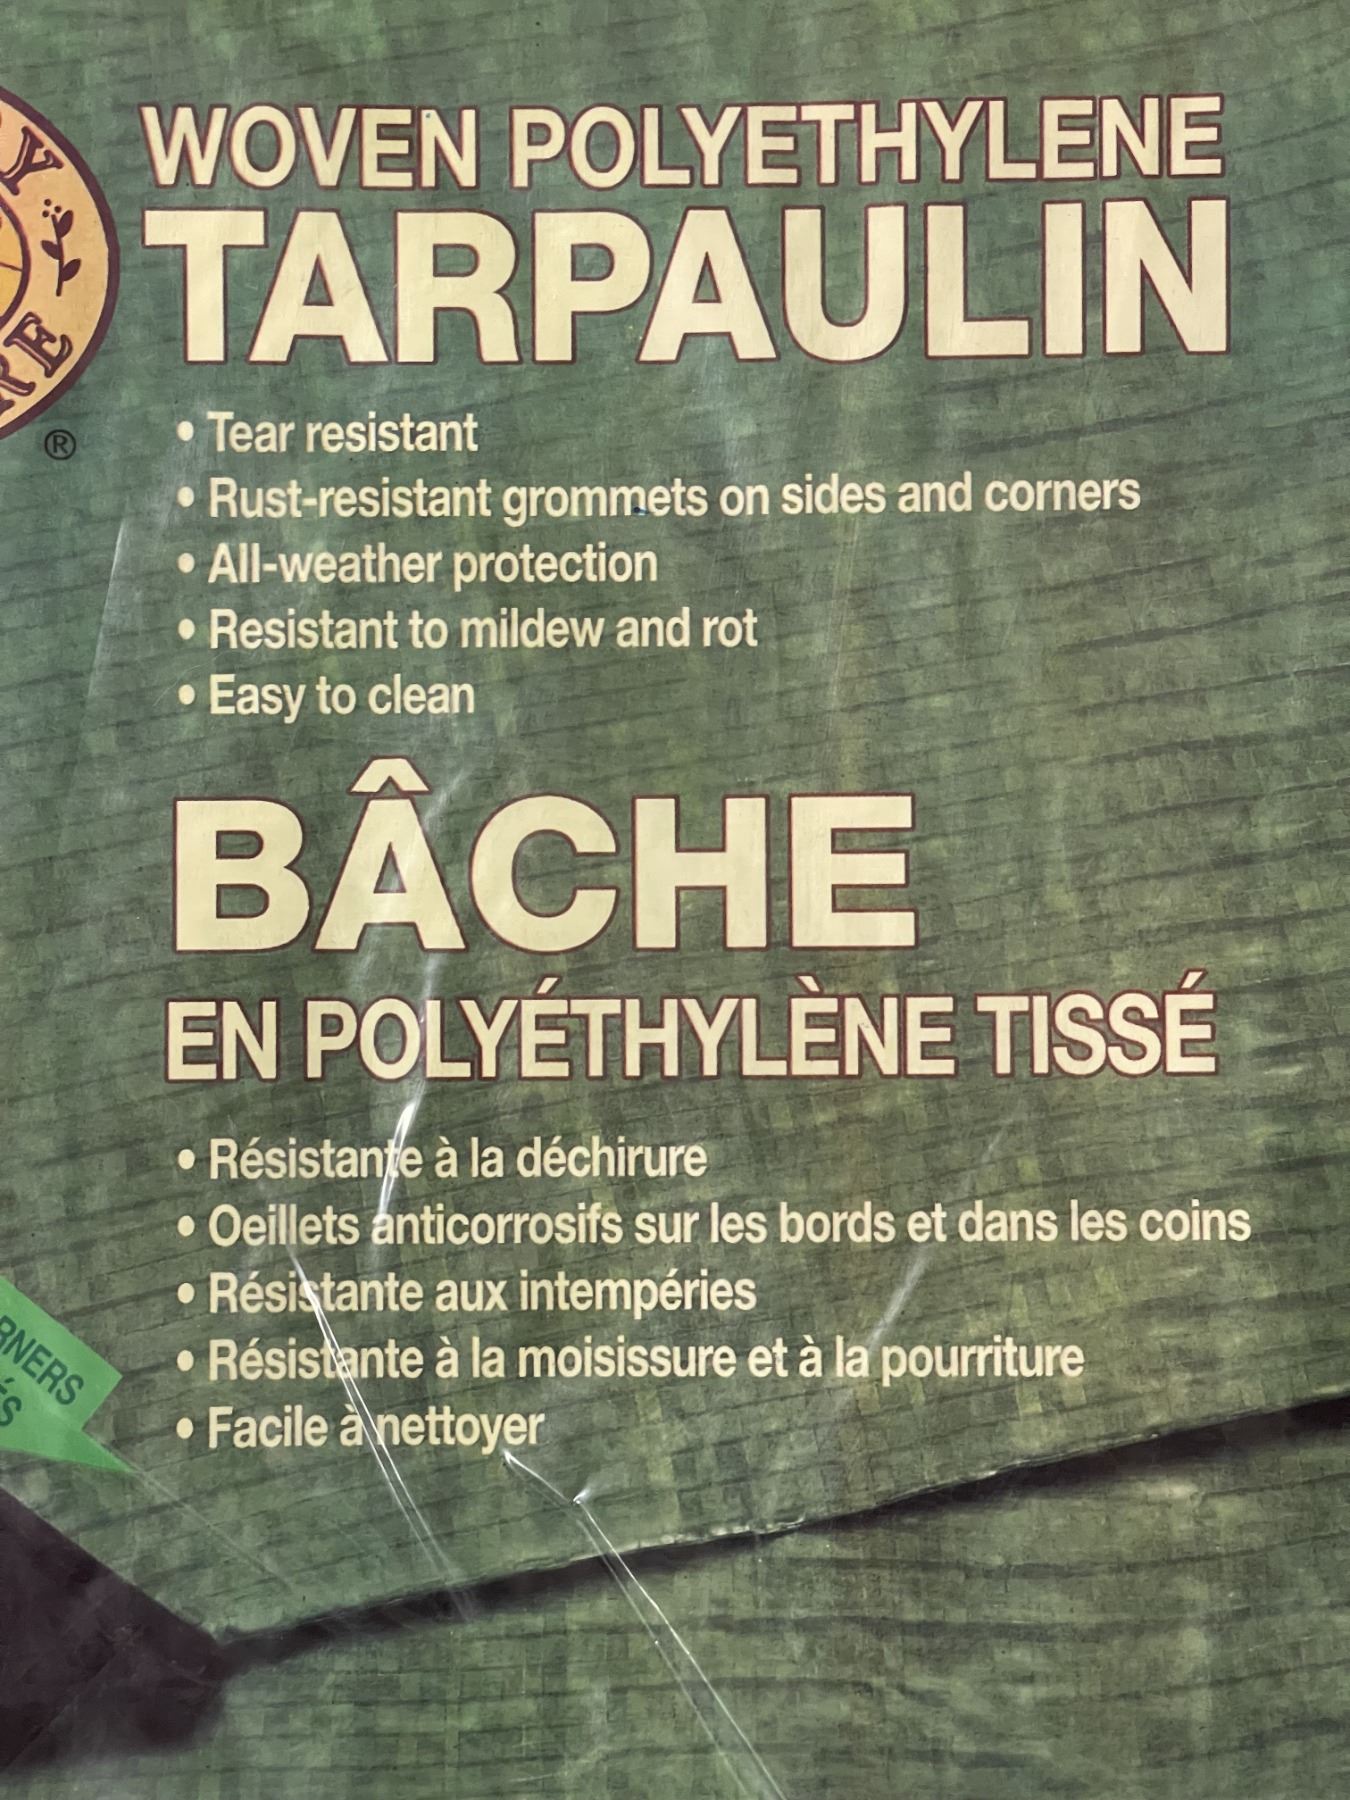 WOVEN POLYETHYLENE
TARPAULIN
®
• Tear resistant
• Rust-resistant grommets on sides and corners
• All-weather protection
• Resistant to mildew and rot
• Easy to clean
BÂCHE
EN POLYÉTHYLÈNE TISSÉ
• Résistante à la déchirure
• Oeillets anticorrosifs sur les bords et dans les coins
• Résistante aux intempéries
• Résistante à la moisissure et à la pourriture
• Facile à nettoyer